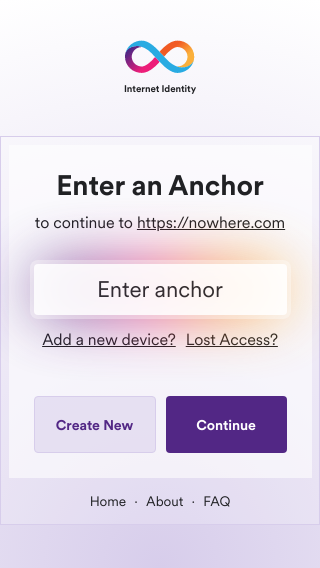 Internet Identity
Enter an Anchor
to continue to https://nowhere.com
Enter anchor
Add a new device? Lost Access?
Create New Continue
Home · About · FAQ